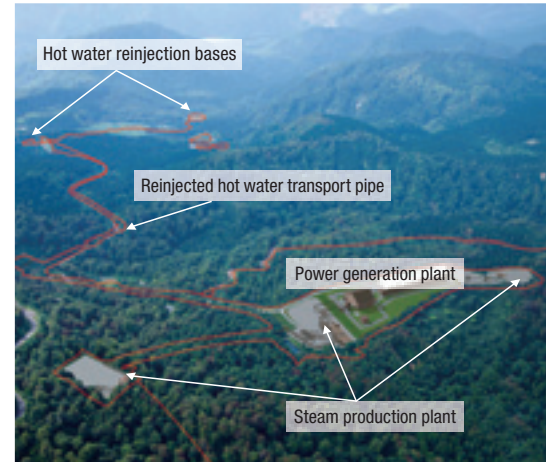 Hot water reinjection bases
Reinjected hot water transport pipe
Power generation plant
Steam production plant